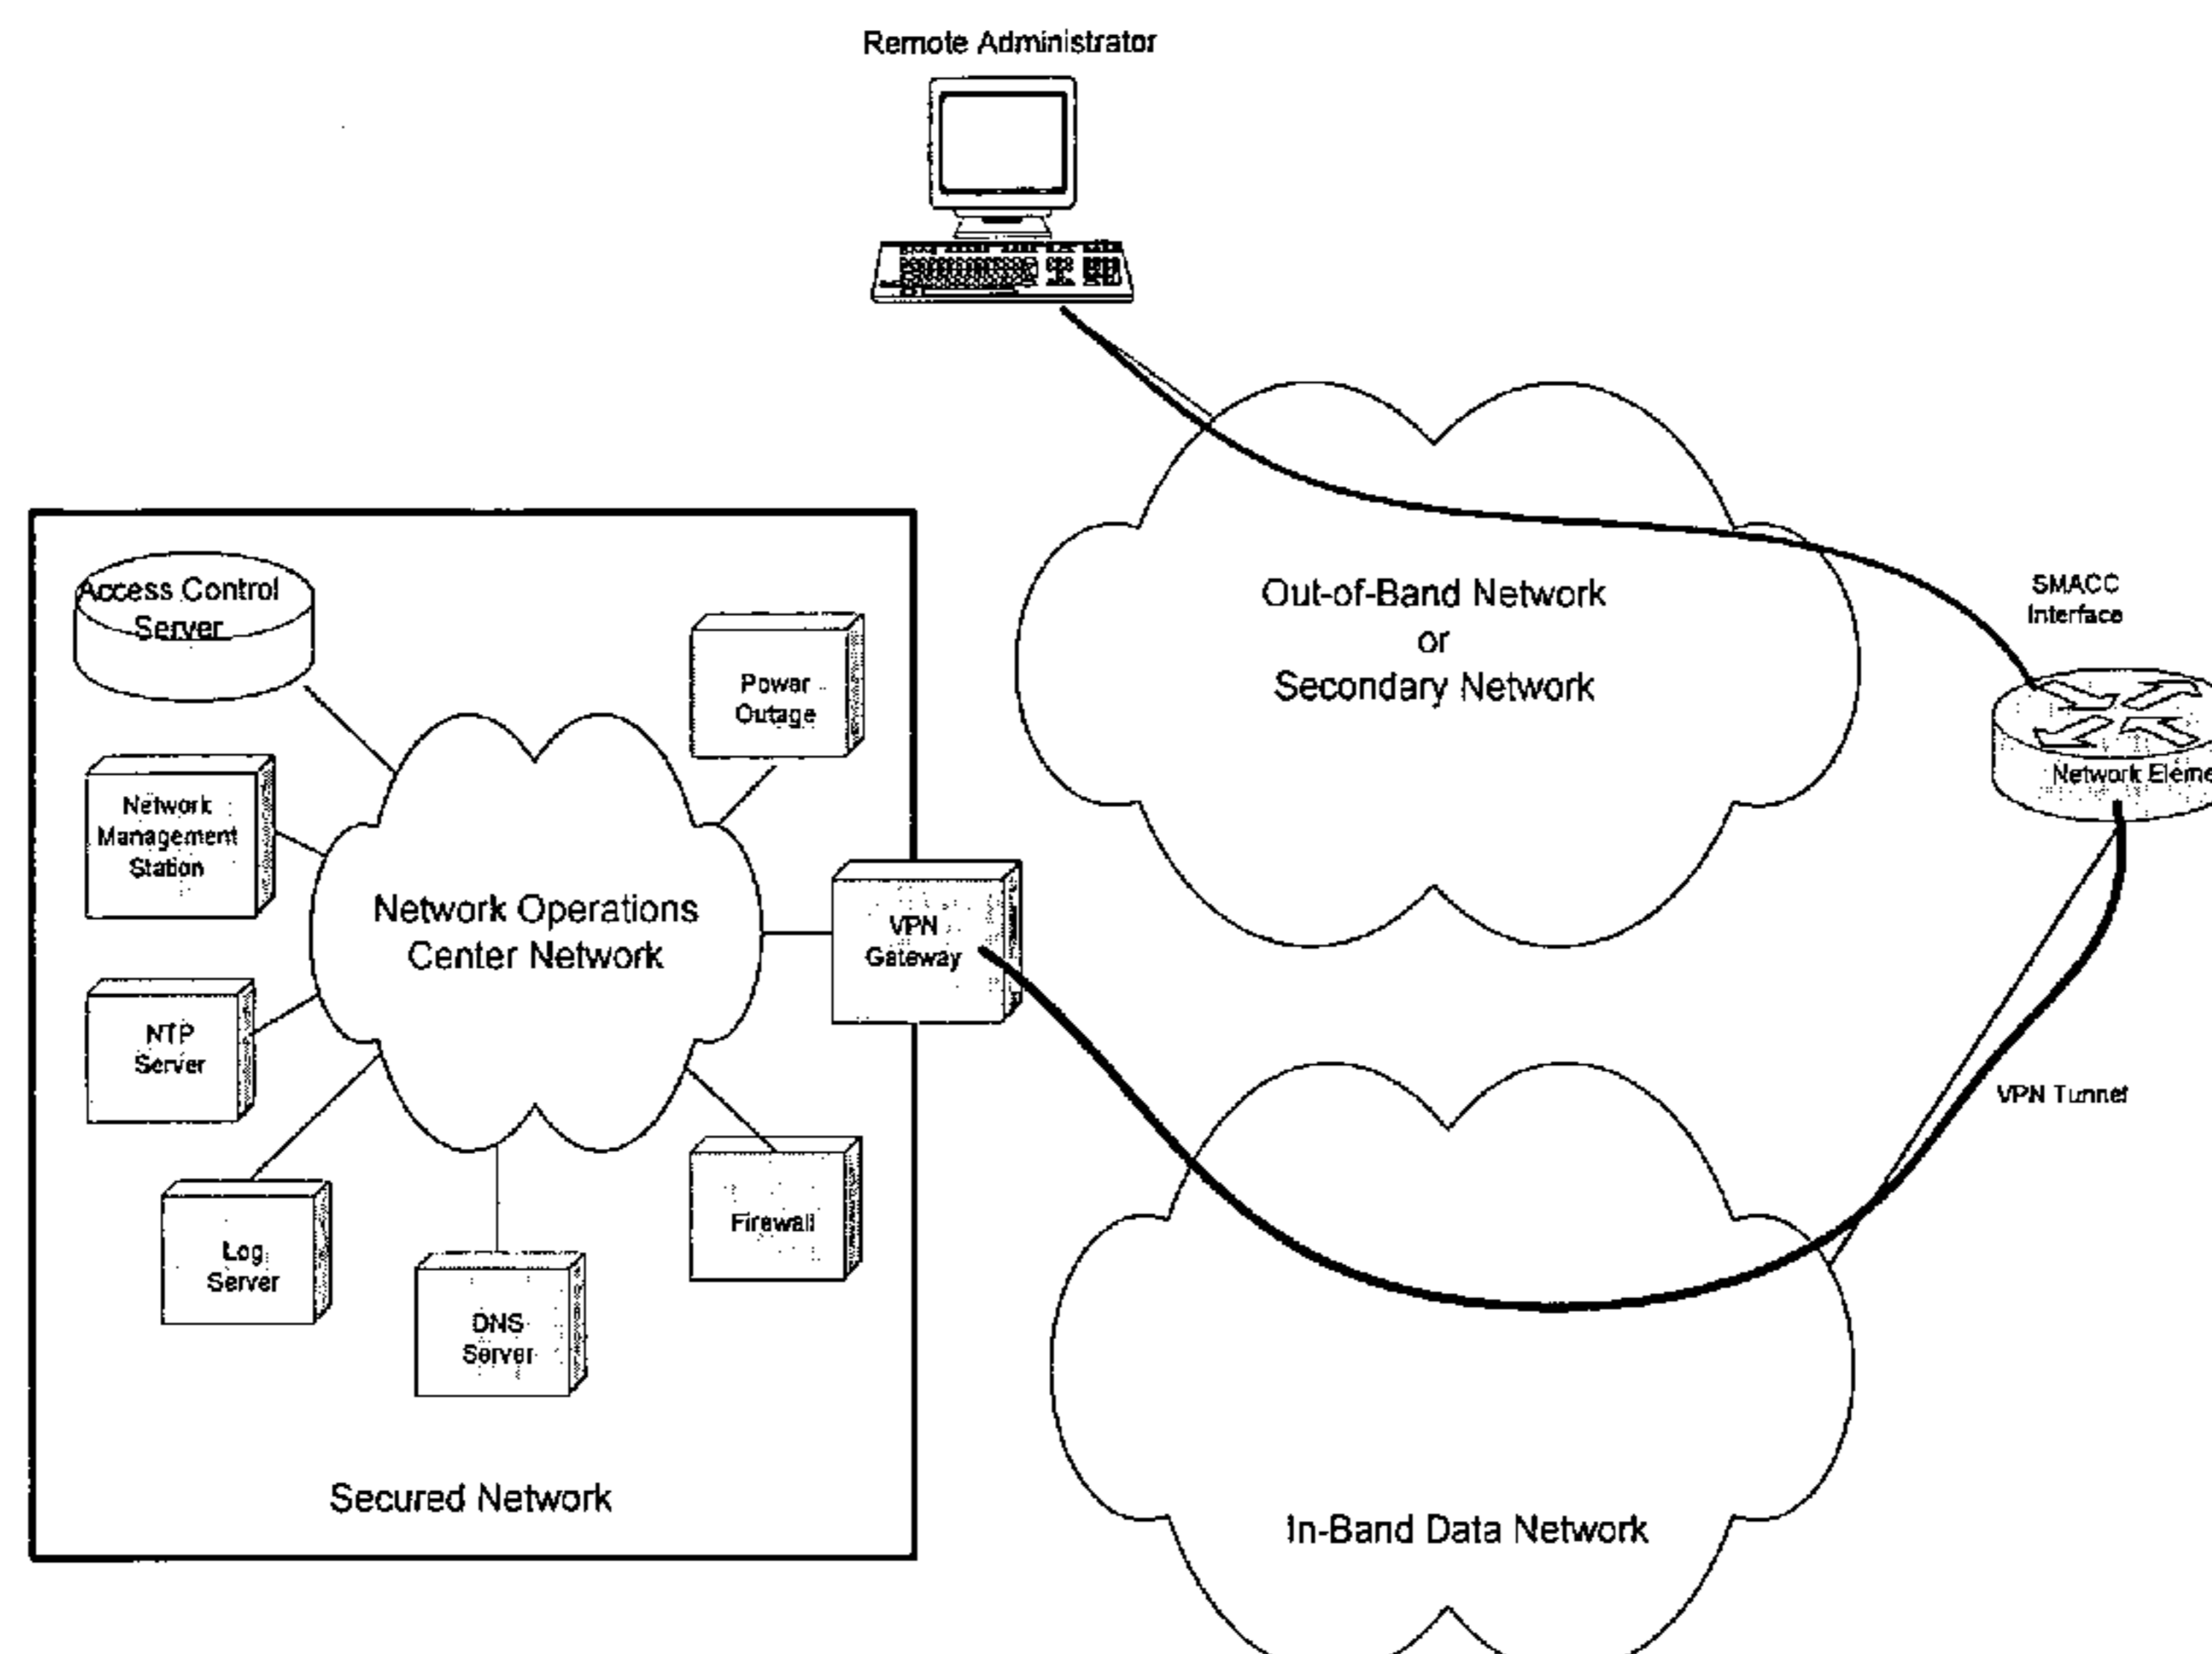 Remote Administrator
Access Control
Server
Power
Outage
Network
Management
Station
Network Operations
Center Network
VPN
Gateway
NTP
Server
Log
Server
DNS
Server
Firewall
Secured Network
Out-of-Band Network
or
Secondary Network
SMACC
Interface
Network Eleme
VPN Tunnel
In-Band Data Network